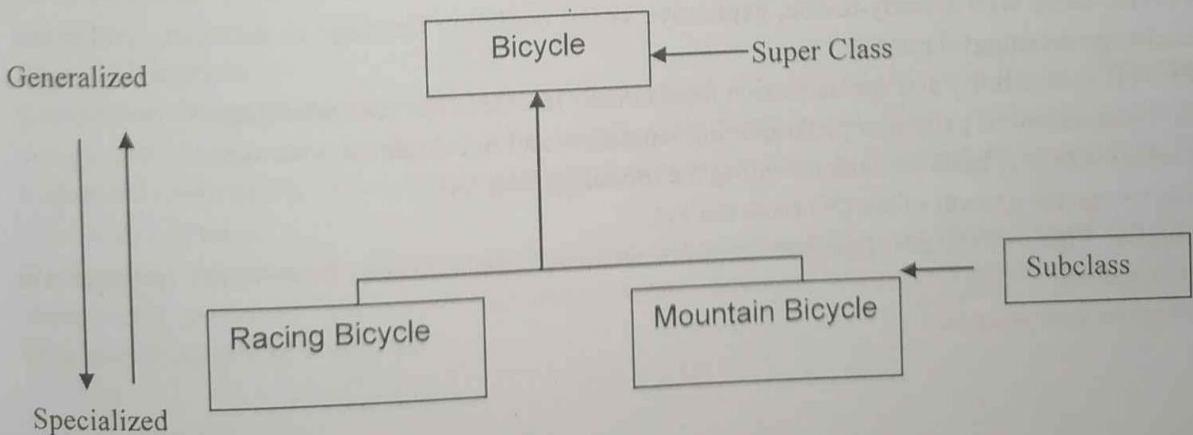 Bicycle
Super Class
Generalized
Subclass
Mountain Bicycle
Racing Bicycle
Specialized